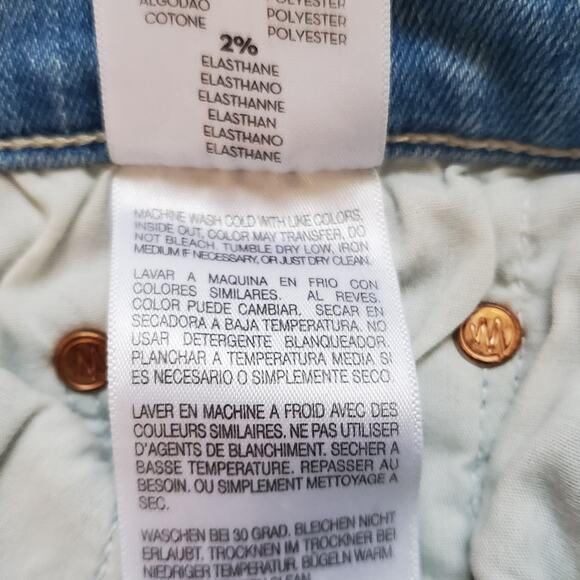 ALGODÃO
COTONE
POLYESTER
POLYESTER
POLYESTER
2%
ELASTHANE
ELASTHANO
ELASTHANNE
ELASTHAN
ELASTHANO
ELASTHANE
MACHINE WASH COLD WITH LIKE COLORS,
INSIDE OUT, COLOR MAY TRANSFER, DO
NOT BLEACH. TUMBLE DRY LOW, IRON
MEDIUM IF NECESSARY, OR JUST DRY CLEAN.
LAVAR A MAQUINA EN FRIO CON
COLORES SIMILARES. AL REVES.
COLOR PUEDE CAMBIAR. SECAR EN
SECADORA A BAJA TEMPERATURA. NO
USAR DETERGENTE BLANQUEADOR.
PLANCHAR A TEMPERATURA MEDIA SI
ES NECESARIO O SIMPLEMENTE SECO.
LAVER EN MACHINE A FROID AVEC DES
COULEURS SIMILAIRES. NE PAS UTILISER
D'AGENTS DE BLANCHIMENT. SECHER A
BASSE TEMPERATURE. REPASSER AU
BESOIN. OU SIMPLEMENT METTOYAGE A
SEC.
WASCHEN BEI 30 GRAD. BLEICHEN NICHT
ERLAUBT. TROCKNEN IM TROCKNER BEI
NIEDRIGER TEMPERATUR. BÜGELN WARM
CLEAN.